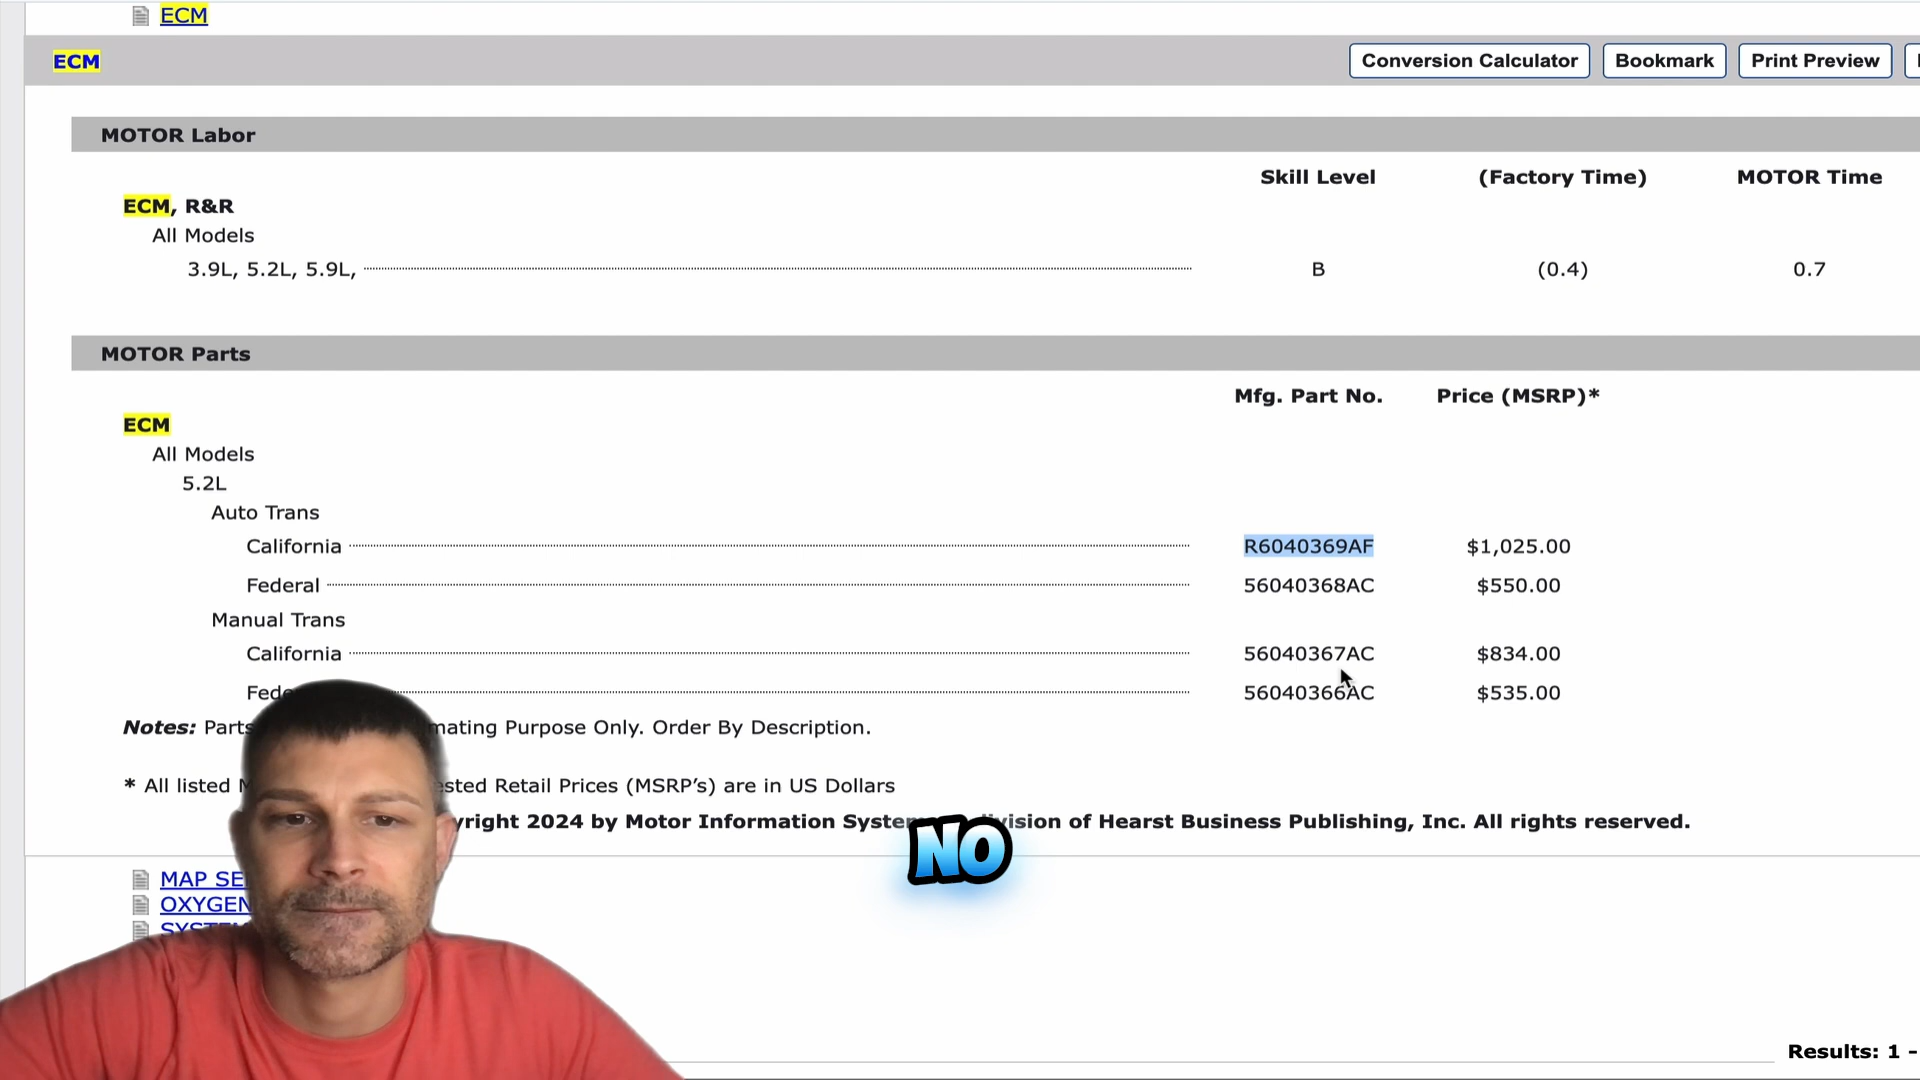 ECM
ECM
Conversion Calculator Bookmark Print Preview
MOTOR Labor
Skill Level (Factory Time) MOTOR Time
ECM, R&R
All Models
3.9L, 5.2L, 5.9L, B (0.4) 0.7
MOTOR Parts
Mfg. Part No. Price (MSRP)*
ECM
All Models
5.2L
Auto Trans
California R6040369AF $1,025.00
Federal 56040368AC $550.00
Manual Trans
California 56040367AC $834.00
56040366AC $535.00
Notes: Parts Purpose Only. Order By Description.
* All listed Retail Prices (MSRP's) are in US Dollars
2024 by Motor Information of Hearst Business Publishing, Inc. All rights reserved.
NO
MAP
OXYGEN
Results: 1 -